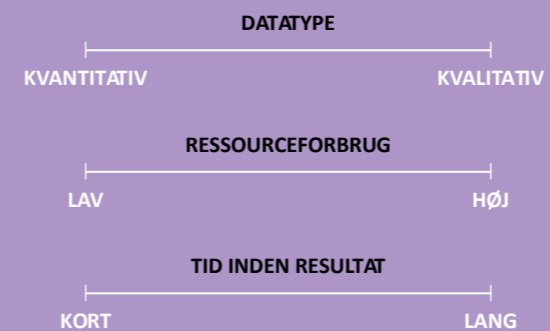 DATATYPE
KVANTITATIV KVALITATIV
RESSOURCEFORBRUG
LAV HØJ
TID INDEN RESULTAT
KORT LANG